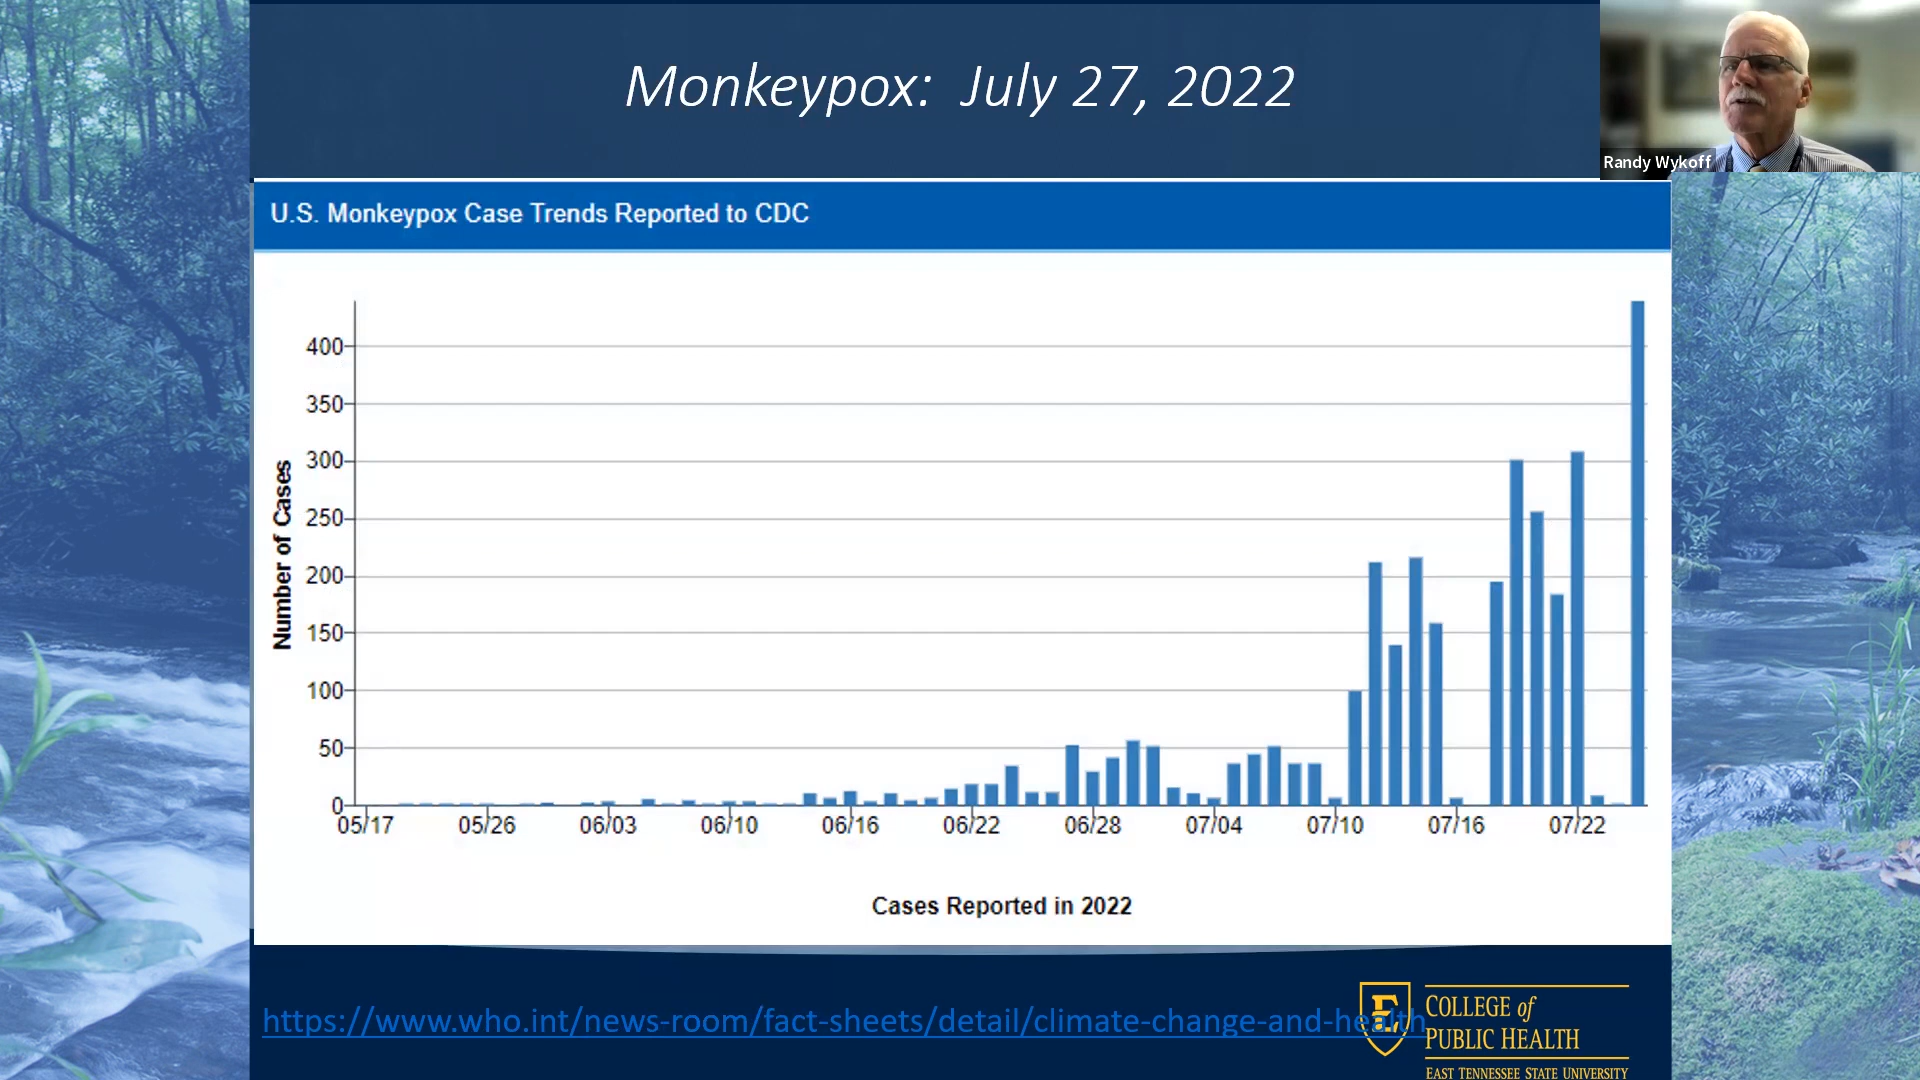 Monkeypox: July 27, 2022
Randy Wykoff
U.S. Monkeypox Case Trends Reported to CDC
Number of Cases
400
350
300
250
200
150
100
50
0
05/17 05/26 06/03 06/10 06/16 06/22 06/28 07/04 07/10 07/16 07/22
Cases Reported in 2022
https://www.who.int/news-room/fact-sheets/detail/climate-change-and-health
E
COLLEGE of
PUBLIC HEALTH
EAST TENNESSEE STATE UNIVERSITY